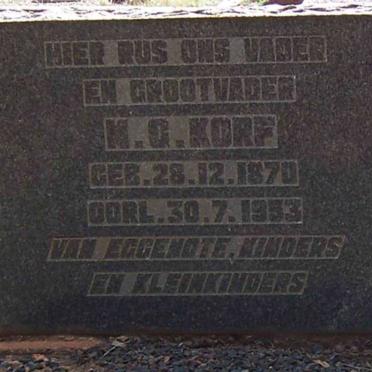 HIER RUS ONS VADER
EN GROOTVADER
H. G. KORF
GEB. 28.12.1870
OORL. 30.7.1953
VAN EGGENOTE, KINDERS
EN KLEINKINDERS